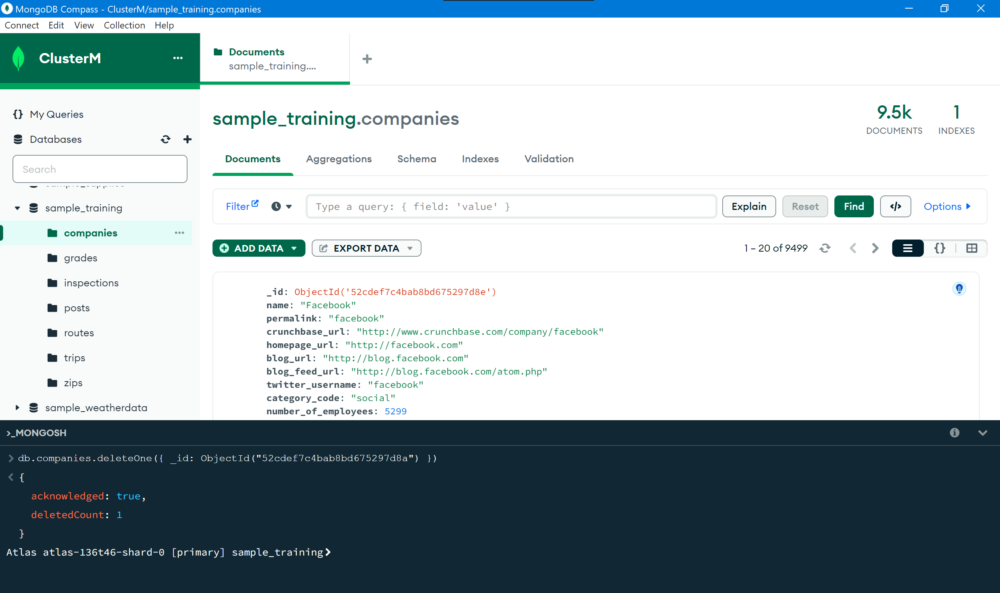 MongoDB Compass - ClusterM/sample_training.companies
Connect Edit View Collection Help
ClusterM
Documents
sample_training....
My Queries
Databases
Search
sample_training
companies
grades
inspections
posts
routes
trips
zips
sample_weatherdata
sample_training.companies
9.5k
DOCUMENTS
1
INDEXES
Documents Aggregations Schema Indexes Validation
Filter Type a query: { field: 'value' } Explain Reset Find </> Options
ADD DATA EXPORT DATA 1 – 20 of 9499 {}
_id: ObjectId('52cdef7c4bab8bd675297d8e')
name: "Facebook"
permalink: "facebook"
crunchbase_url: "http://www.crunchbase.com/company/facebook"
homepage_url: "http://facebook.com"
blog_url: "http://blog.facebook.com"
blog_feed_url: "http://blog.facebook.com/atom.php"
twitter_username: "facebook"
category_code: "social"
number_of_employees: 5299
>_MONGOSH
> db.companies.deleteOne({ _id: ObjectId("52cdef7c4bab8bd675297d8a") })
< {
acknowledged: true,
deletedCount: 1
}
Atlas atlas-136t46-shard-0 [primary] sample_training>